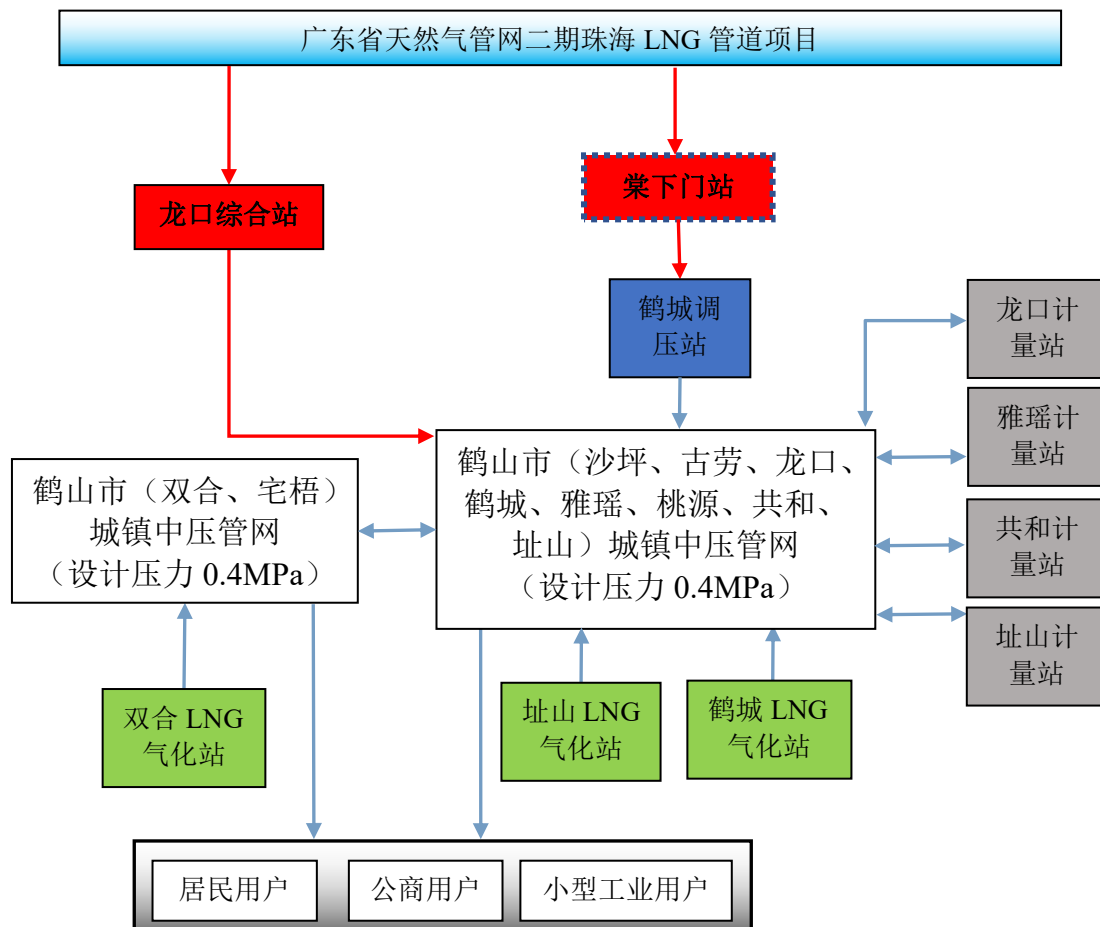 广东省天然气管网二期珠海 LNG 管道项目
龙口综合站
棠下门站
鹤城调
压站
龙口计
量站
雅瑶计
量站
共和计
量站
址山计
量站
鹤山市（沙坪、古劳、龙口、
鹤城、雅瑶、桃源、共和、
址山）城镇中压管网
（设计压力 0.4MPa）
鹤山市（双合、宅梧）
城镇中压管网
（设计压力 0.4MPa）
双合 LNG
气化站
址山 LNG
气化站
鹤城 LNG
气化站
居民用户
公商用户
小型工业用户